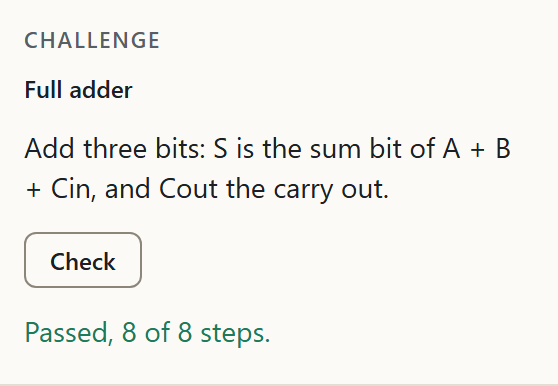 CHALLENGE
Full adder
Add three bits: S is the sum bit of A + B
+ Cin, and Cout the carry out.
Check
Passed, 8 of 8 steps.